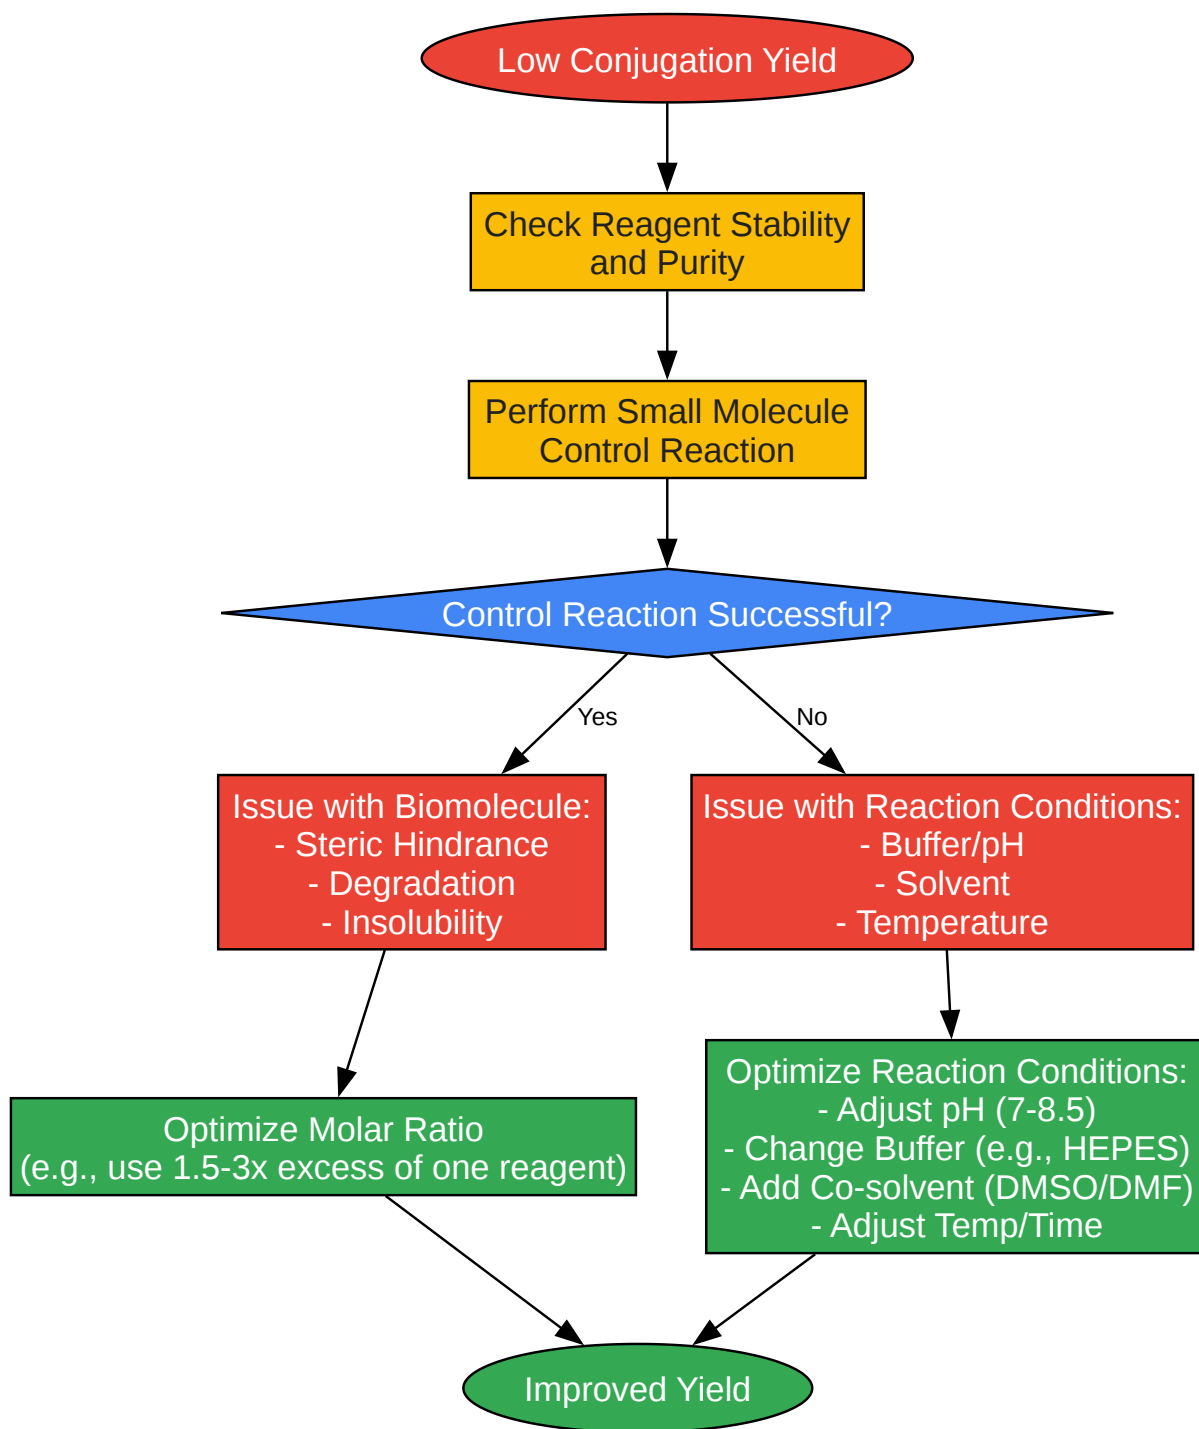 Low Conjugation Yield
Check Reagent Stability
and Purity
Perform Small Molecule
Control Reaction
Control Reaction Successful?
Yes
No
Issue with Biomolecule:
- Steric Hindrance
- Degradation
- Insolubility
Issue with Reaction Conditions:
- Buffer/pH
- Solvent
- Temperature
Optimize Molar Ratio
(e.g., use 1.5-3x excess of one reagent)
Optimize Reaction Conditions:
- Adjust pH (7-8.5)
- Change Buffer (e.g., HEPES)
- Add Co-solvent (DMSO/DMF)
- Adjust Temp/Time
Improved Yield